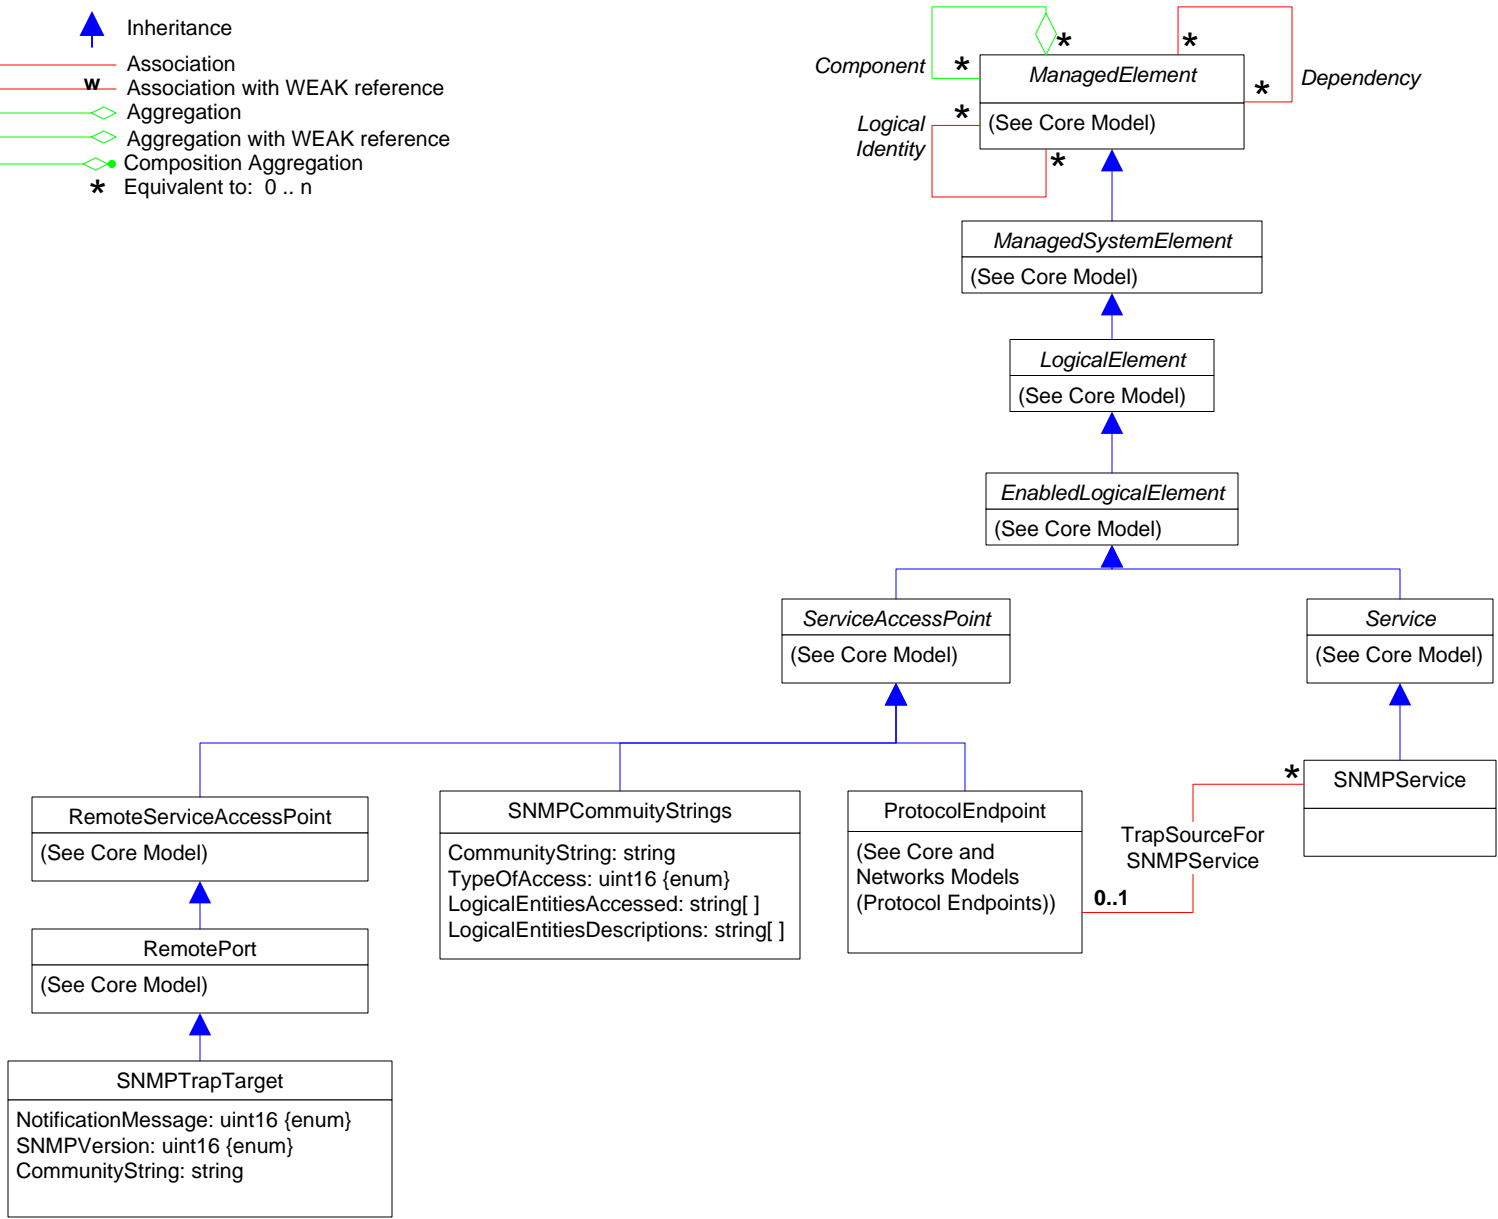 Inheritance
Association
w
Association with WEAK reference
Aggregation
Aggregation with WEAK reference
Composition Aggregation
* Equivalent to: 0 .. n
Component
*
*
*
ManagedElement
*
Dependency
(See Core Model)
*
Logical
Identity
*
ManagedSystemElement
(See Core Model)
LogicalElement
(See Core Model)
EnabledLogicalElement
(See Core Model)
ServiceAccessPoint
(See Core Model)
Service
(See Core Model)
RemoteServiceAccessPoint
(See Core Model)
SNMPCommuityStrings
CommunityString: string
TypeOfAccess: uint16 {enum}
LogicalEntitiesAccessed: string[ ]
LogicalEntitiesDescriptions: string[ ]
ProtocolEndpoint
(See Core and
Networks Models
(Protocol Endpoints))
0..1
TrapSourceFor
SNMPService
*
SNMPService
RemotePort
(See Core Model)
SNMPTrapTarget
NotificationMessage: uint16 {enum}
SNMPVersion: uint16 {enum}
CommunityString: string